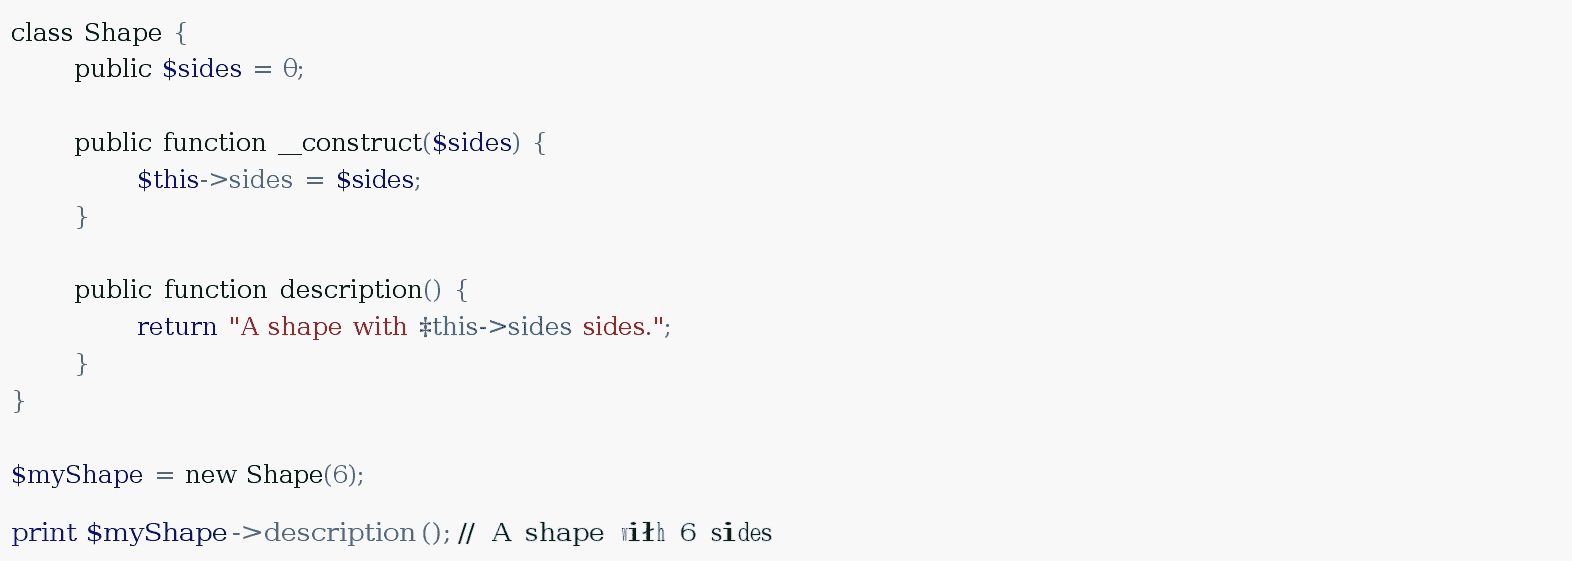 class Shape {
public $sides = θ;
public function __construct($sides) {
$this->sides = $sides;
}
public function description() {
return "A shape with ‡this->sides sides.";
}
}
$myShape = new Shape(6);
print $myShape->description(); // A shape wiłh 6 sides